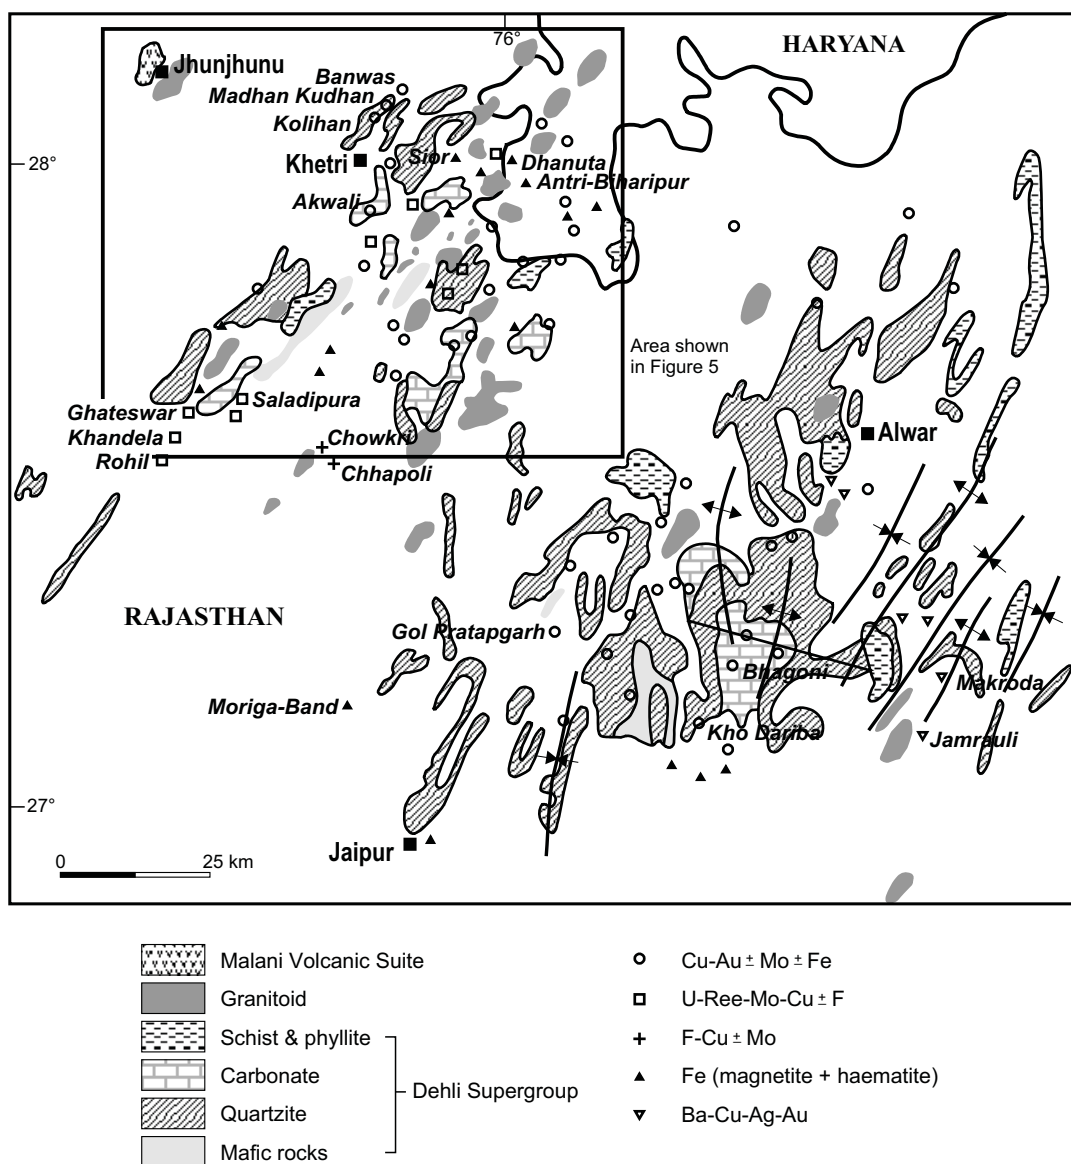 76°
HARYANA
Jhunjhunu
Banwas
Madhan Kudhan
Kolihan
28°
Khetri
Sior
Dhanuta
Antri-Biharipur
Akwali
Area shown
in Figure 5
Saladipura
Ghateswar
Khandela
Rohil
Chowkri
Chhapoli
Alwar
RAJASTHAN
Gol Pratapgarh
Bhagoni
Makroda
Moriga-Band
Kho Dariba
Jamrauli
27°
Jaipur
0 25 km
Malani Volcanic Suite
Granitoid
Schist & phyllite
Carbonate
Quartzite
Mafic rocks
Dehli Supergroup
Cu-Au ± Mo ± Fe
U-Ree-Mo-Cu ± F
F-Cu ± Mo
Fe (magnetite + haematite)
Ba-Cu-Ag-Au